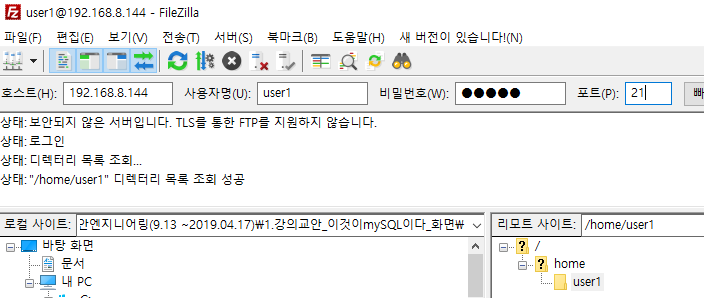 user1@192.168.8.144 - FileZilla
파일(F) 편집(E) 보기(V) 전송(T) 서버(S) 북마크(B) 도움말(H) 새 버전이 있습니다!(N)
호스트(H): 192.168.8.144 사용자명(U): user1 비밀번호(W): ●●●●● 포트(P): 21 빠
상태: 보안되지 않은 서버입니다. TLS를 통한 FTP를 지원하지 않습니다.
상태: 로그인
상태: 디렉터리 목록 조회...
상태: "/home/user1" 디렉터리 목록 조회 성공
로컬 사이트: 안엔지니어링(9.13 ~2019.04.17)\1.강의교안_이것이mySQL이다_화면\ 리모트 사이트: /home/user1
바탕 화면 /
문서 home
내 PC user1